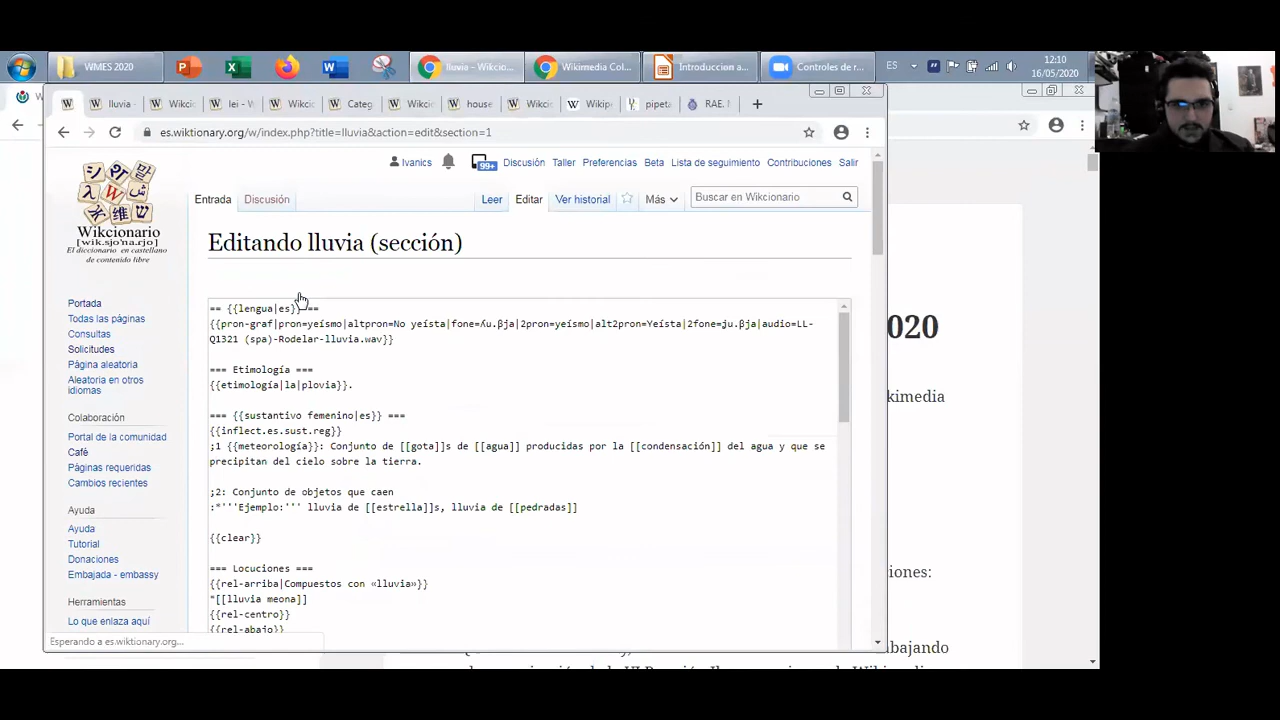 WMES 2020
lluvia – Wikcio...
Wikimedia Col...
Introduccion a...
Controles de r...
ES
12:10
16/05/2020
lluvia -
Wikci
lei - W
Wikci
Categ
Wikci
house
Wikci
Wikip
pipeta
RAE.
es.wiktionary.org/w/index.php?title=lluvia&action=edit&section=1
Ivanics
99+
Discusión
Taller
Preferencias
Beta
Lista de seguimiento
Contribuciones
Salir
Wikcionario
[wik.sjo'na.rjo]
El diccionario en castellano
de contenido libre
Entrada
Discusión
Leer
Editar
Ver historial
Más
Buscar en Wikcionario
Editando lluvia (sección)
Portada
Todas las páginas
Consultas
Solicitudes
Página aleatoria
Aleatoria en otros
idiomas
Colaboración
Portal de la comunidad
Café
Páginas requeridas
Cambios recientes
Ayuda
Ayuda
Tutorial
Donaciones
Embajada - embassy
Herramientas
Lo que enlaza aquí
== {{lengua|es}} ==
{{pron-graf|pron=yeísmo|altpron=No yeísta|fone=ʎu.βja|2pron=yeísmo|alt2pron=Yeísta|2fone=ju.βja|audio=LL-
Q1321 (spa)-Rodelar-lluvia.wav}}
=== Etimología ===
{{etimología|la|plovia}}.
=== {{sustantivo femenino|es}} ===
{{inflect.es.sust.reg}}
;1 {{meteorología}}: Conjunto de [[gota]]s de [[agua]] producidas por la [[condensación]] del agua y que se
precipitan del cielo sobre la tierra.
;2: Conjunto de objetos que caen
:*'''Ejemplo:''' lluvia de [[estrella]]s, lluvia de [[pedradas]]
{{clear}}
=== Locuciones ===
{{rel-arriba|Compuestos con «lluvia»}}
*[[lluvia meona]]
{{rel-centro}}
{{rel-abajo}}
Esperando a es.wiktionary.org...
020
kimedia
iones:
abajando